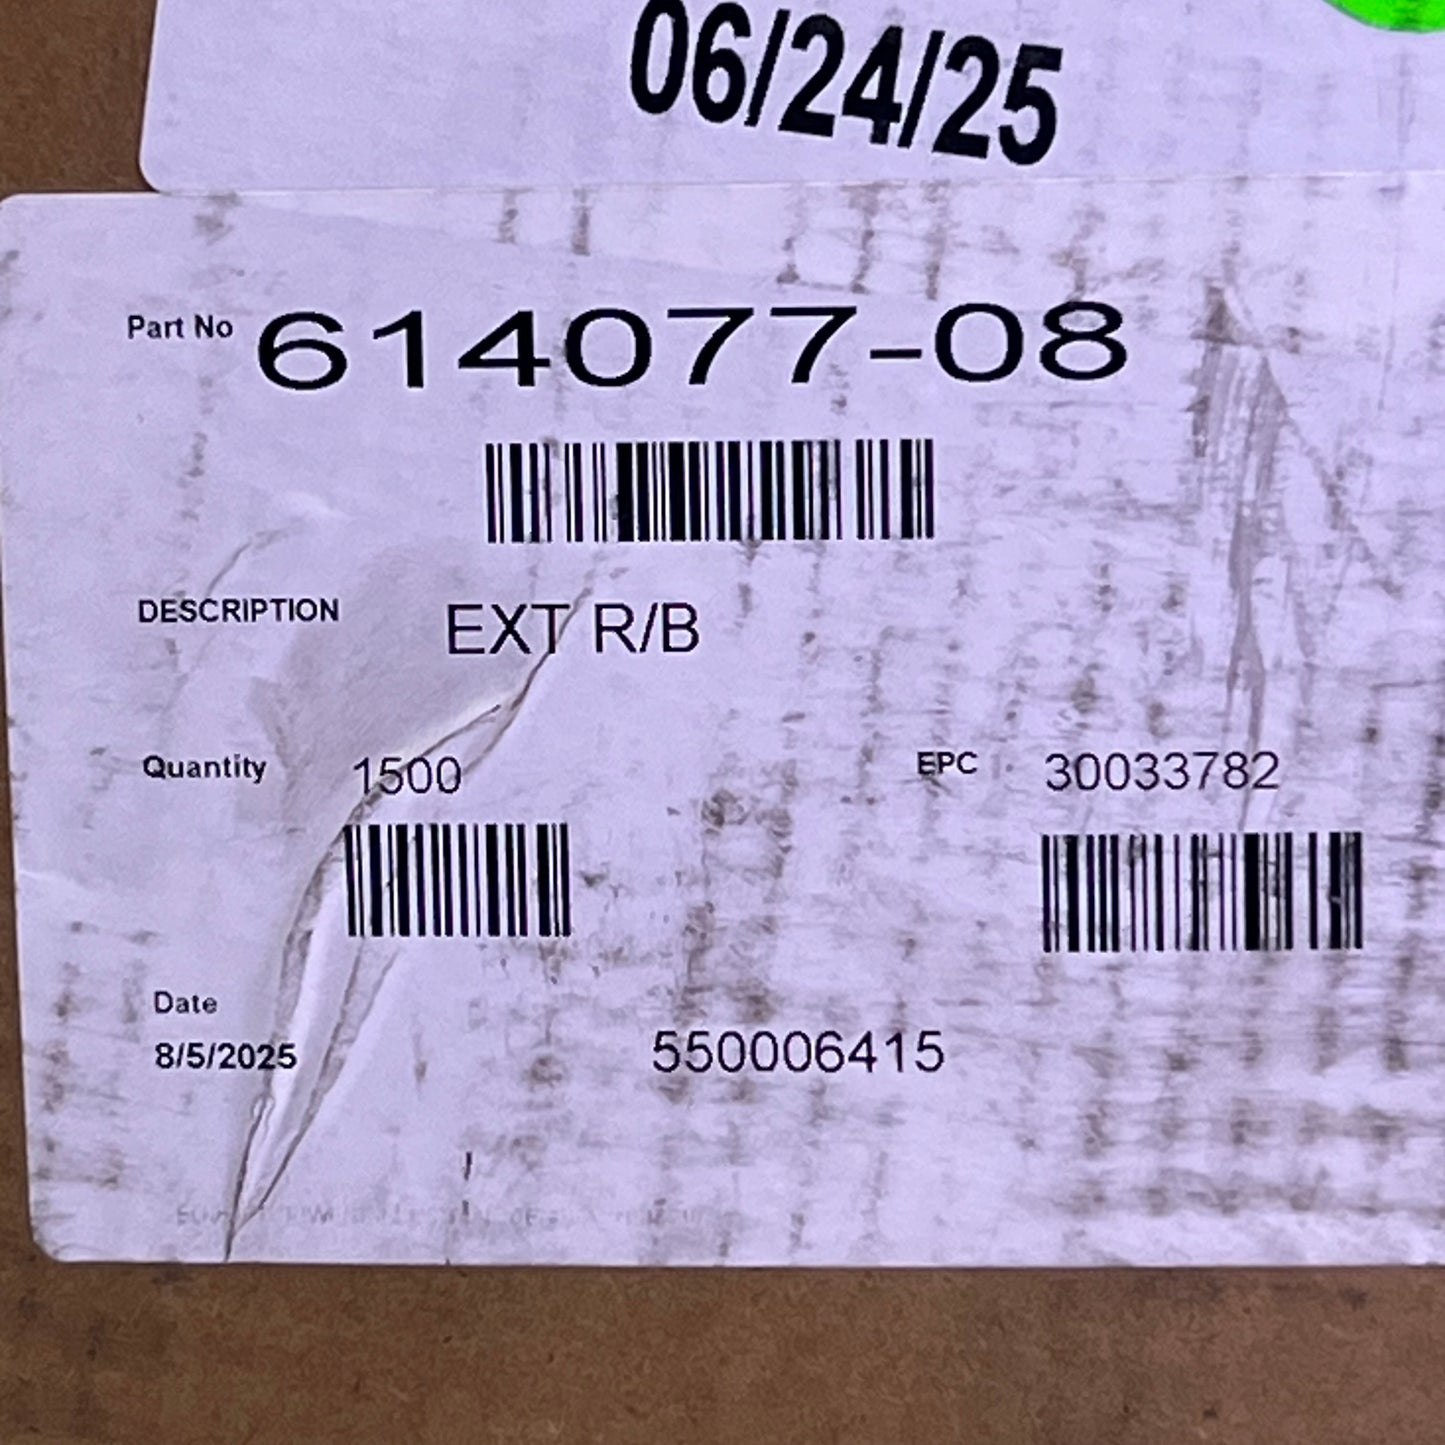 06/24/25
Part No 614077-08
DESCRIPTION EXT R/B
Quantity 1500 EPC 30033782
Date
8/5/2025 550006415